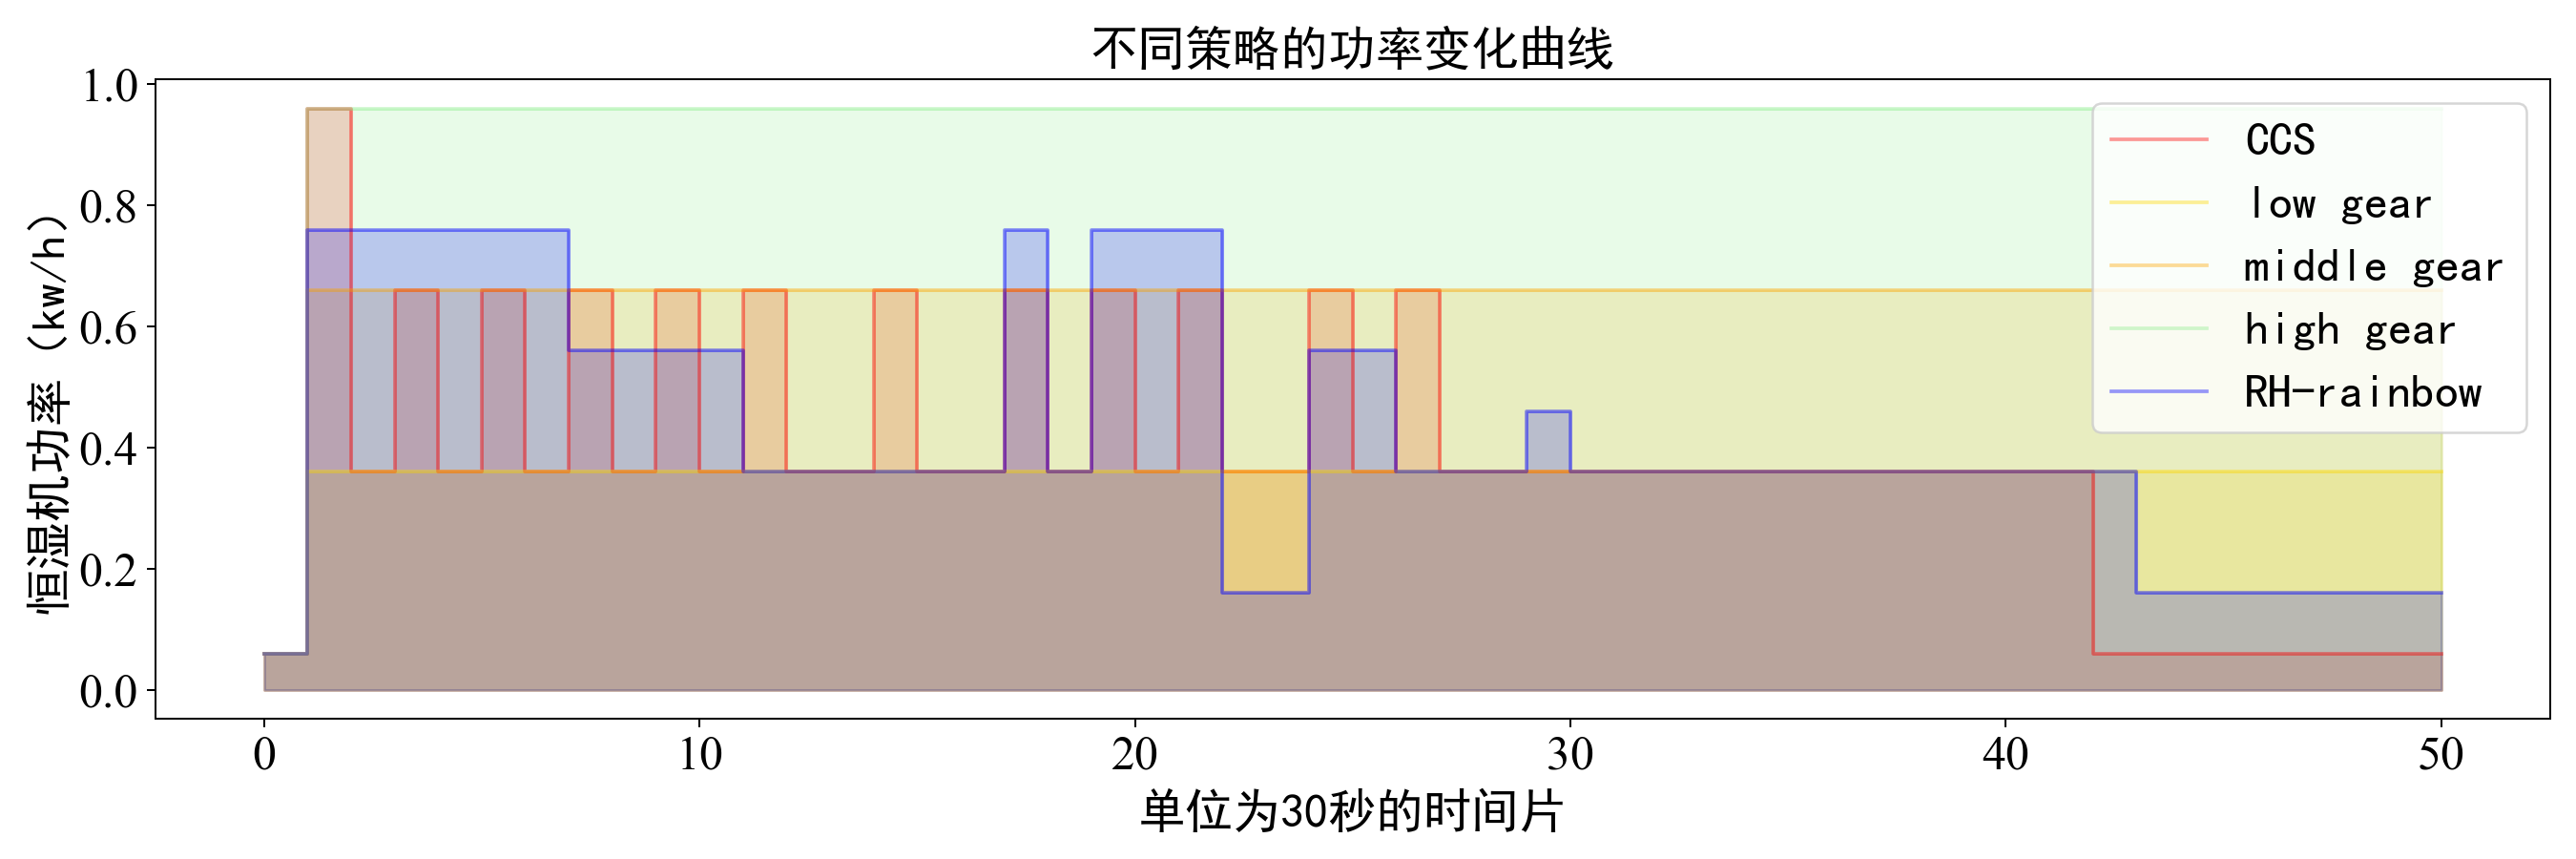 不同策略的功率变化曲线
恒湿机功率（kw/h）
1.0
0.8
0.6
0.4
0.2
0.0
CCS
low gear
middle gear
high gear
RH-rainbow
0 10 20 30 40 50
单位为30秒的时间片